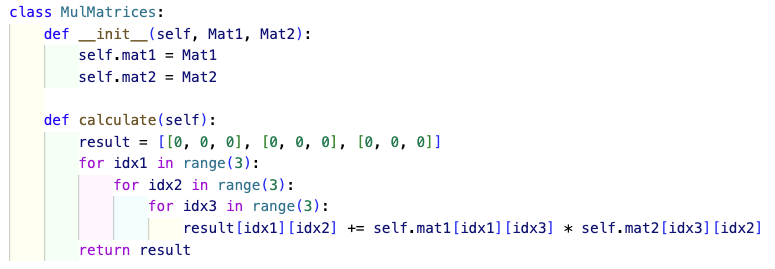 class MulMatrices:
    def __init__(self, Mat1, Mat2):
        self.mat1 = Mat1
        self.mat2 = Mat2

    def calculate(self):
        result = [[0, 0, 0], [0, 0, 0], [0, 0, 0]]
        for idx1 in range(3):
            for idx2 in range(3):
                for idx3 in range(3):
                    result[idx1][idx2] += self.mat1[idx1][idx3] * self.mat2[idx3][idx2]
        return result